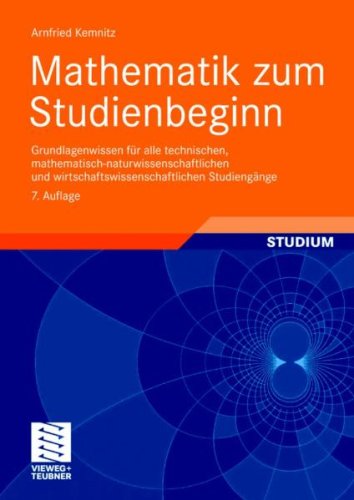 Arnfried Kemnitz
Mathematik zum
Studienbeginn
Grundlagenwissen für alle technischen,
mathematisch-naturwissenschaftlichen
und wirtschaftswissenschaftlichen Studiengänge
7. Auflage
STUDIUM
VIEWEG+
TEUBNER